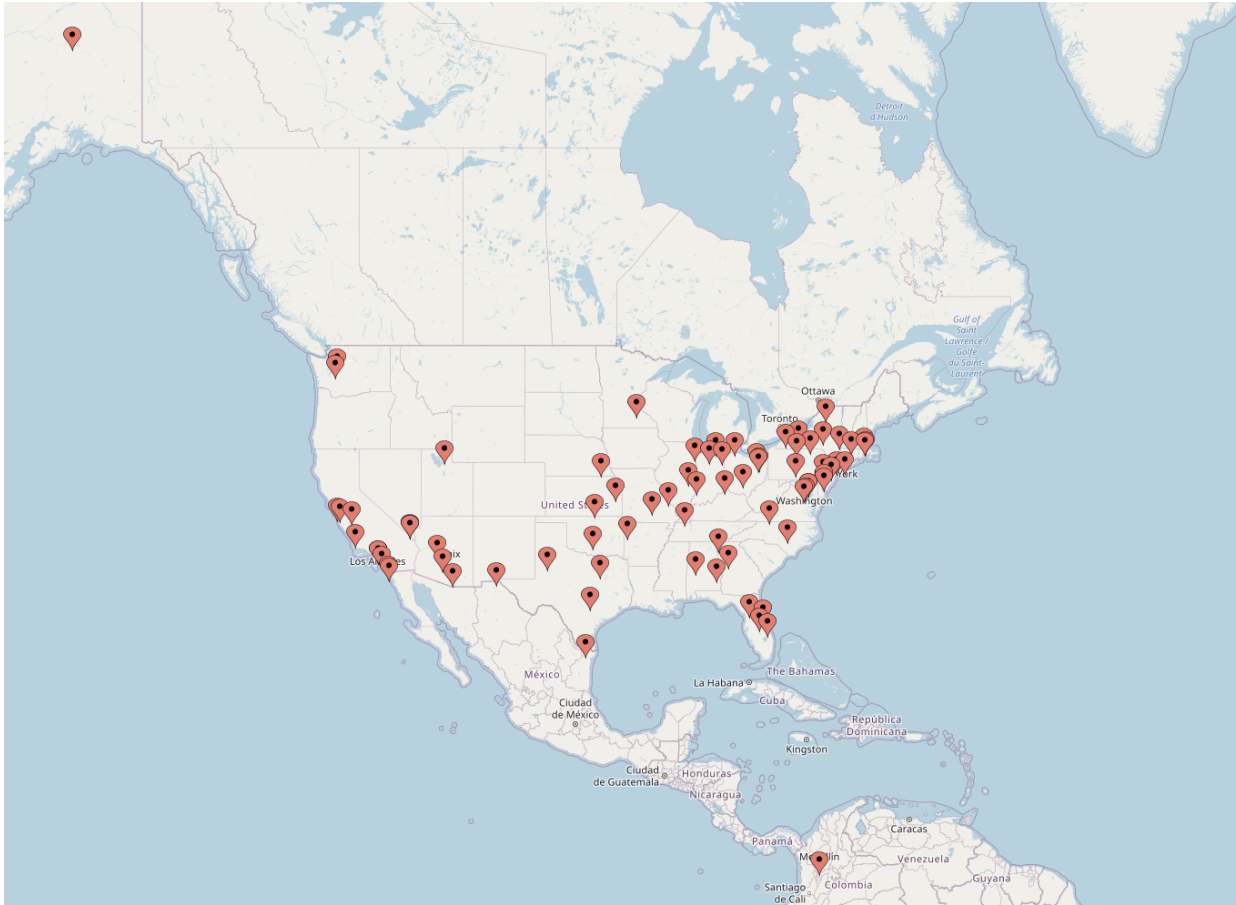 Détroit
d'Hudson
Gulf of
Saint
Lawrence /
Golfe
du Saint-
Laurent
Ottawa
Toronto
York
Washington
United States
Los Angeles
ix
México
La Habana
The Bahamas
Cuba
Ciudad
de México
República
Dominicana
Kingston
Ciudad
de Guatemala
Honduras
Nicaragua
Caracas
Panamá
Venezuela
Guyana
Colombia
Santiago
de Cali